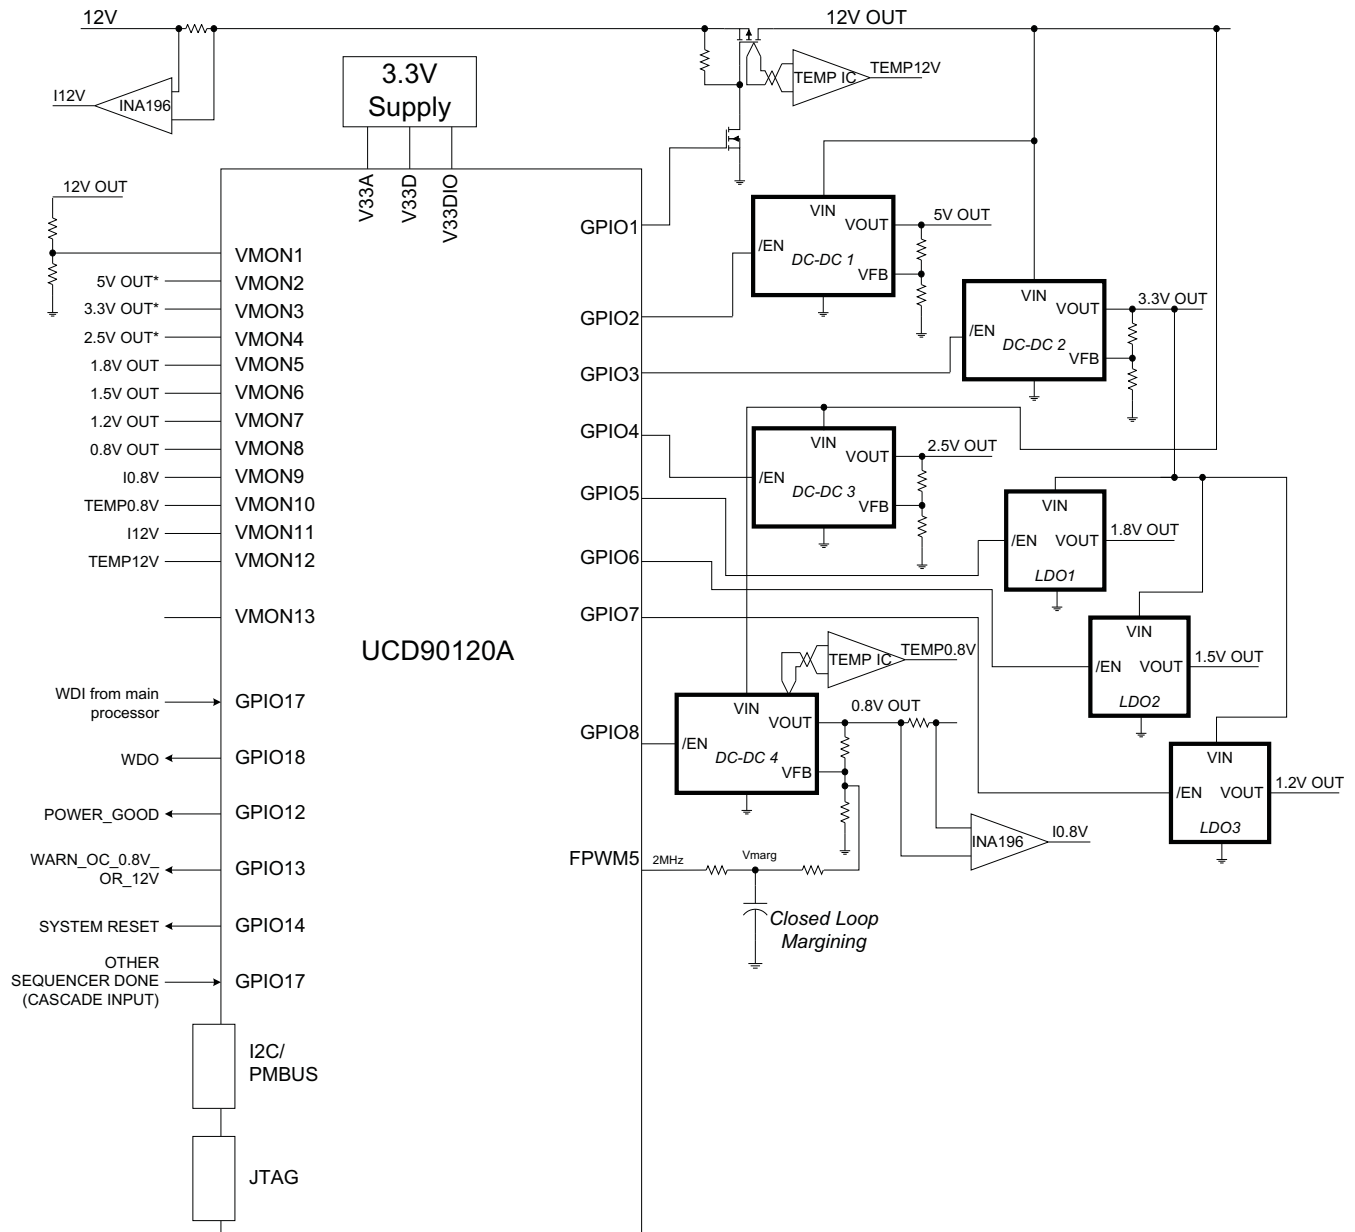 12V
12V OUT
3.3V
Supply
TEMP IC
TEMP12V
I12V
INA196
V33A
V33D
V33DIO
12V OUT
GPIO1
VIN
VOUT
5V OUT
/EN
DC-DC 1
VFB
VMON1
5V OUT*
VMON2
3.3V OUT*
VMON3
2.5V OUT*
VMON4
1.8V OUT
VMON5
1.5V OUT
VMON6
1.2V OUT
VMON7
0.8V OUT
VMON8
I0.8V
VMON9
TEMP0.8V
VMON10
I12V
VMON11
TEMP12V
VMON12
VMON13
GPIO2
VIN
VOUT
3.3V OUT
/EN
DC-DC 2
VFB
GPIO3
GPIO4
VIN
VOUT
2.5V OUT
/EN
DC-DC 3
VFB
GPIO5
VIN
/EN
VOUT
1.8V OUT
LDO1
GPIO6
GPIO7
VIN
/EN
VOUT
1.5V OUT
LDO2
UCD90120A
TEMP IC
TEMP0.8V
WDI from main
processor
GPIO17
WDO
GPIO18
POWER_GOOD
GPIO12
WARN_OC_0.8V_
OR_12V
GPIO13
SYSTEM RESET
GPIO14
OTHER
SEQUENCER DONE
(CASCADE INPUT)
GPIO17
GPIO8
VIN
VOUT
0.8V OUT
/EN
DC-DC 4
VFB
VIN
/EN
VOUT
1.2V OUT
LDO3
INA196
I0.8V
FPWM5
2MHz
Vmarg
Closed Loop
Margining
I2C/
PMBUS
JTAG